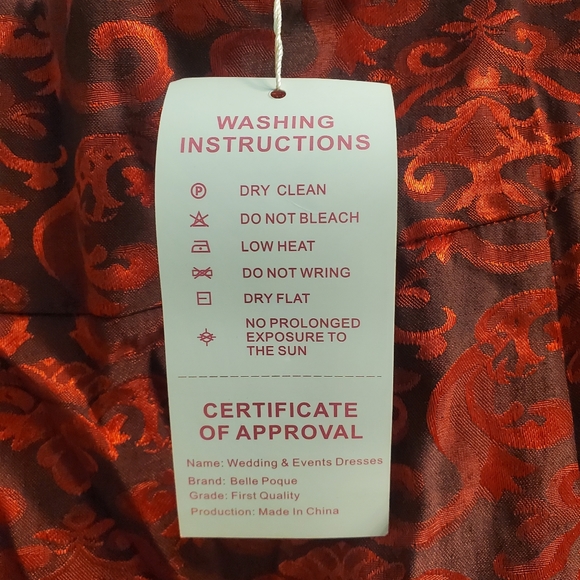 WASHING
INSTRUCTIONS
P
DRY CLEAN
DO NOT BLEACH
LOW HEAT
DO NOT WRING
DRY FLAT
NO PROLONGED
EXPOSURE TO
THE SUN
CERTIFICATE
OF APPROVAL
Name: Wedding & Events Dresses
Brand: Belle Poque
Grade: First Quality
Production: Made In China